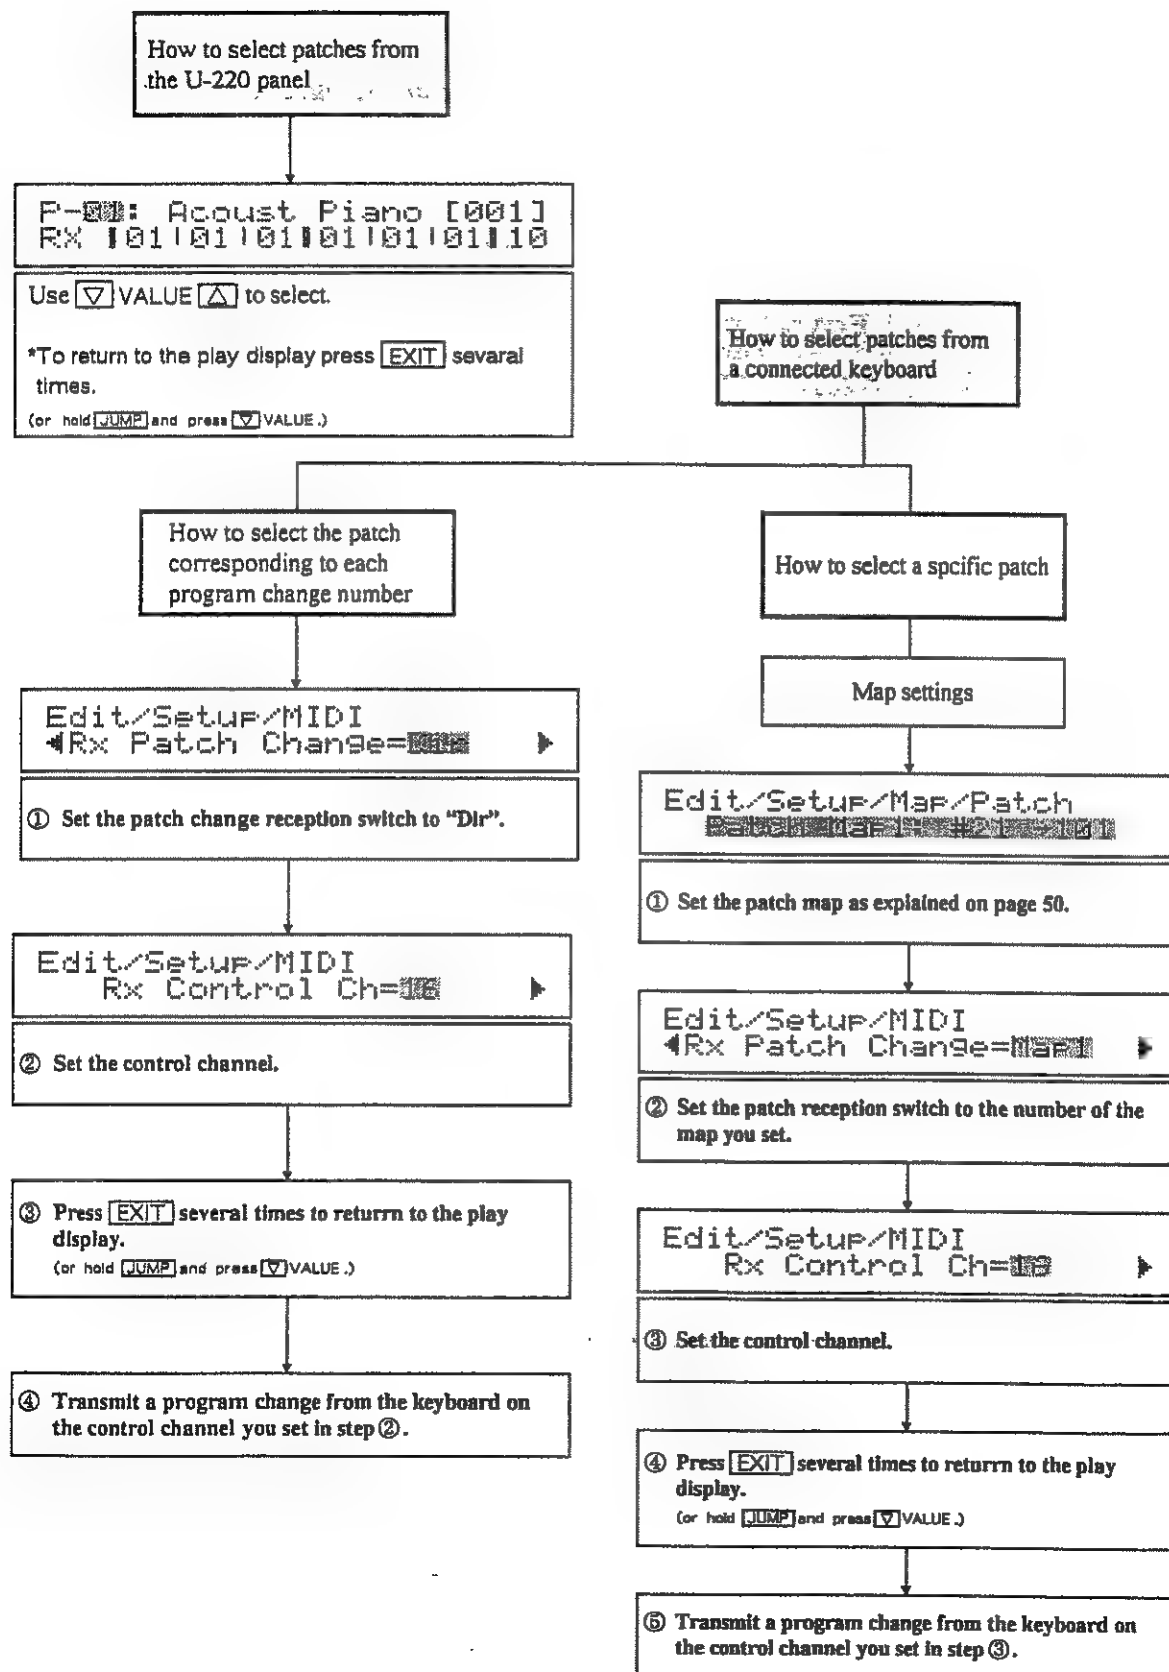 How to select patches from
the U-220 panel
P-01: Acoust Piano [001]
RX |01|01|01|01|01|01|10
Use ▽ VALUE △ to select.
*To return to the play display press EXIT sevaral
times.
(or hold JUMP and press ▽ VALUE.)
How to select patches from
a connected keyboard
How to select the patch
corresponding to each
program change number
Edit/Setup/MIDI
◀Rx Patch Change=Dir ▶
① Set the patch change reception switch to “Dir”.
Edit/Setup/MIDI
Rx Control Ch=16 ▶
② Set the control channel.
③ Press EXIT several times to returrn to the play
display.
(or hold JUMP and press ▽ VALUE.)
④ Transmit a program change from the keyboard on
the control channel you set in step ②.
How to select a spcific patch
Map settings
Edit/Setup/Map/Patch
Patch Map1: #21 →I01
① Set the patch map as explained on page 50.
Edit/Setup/MIDI
◀Rx Patch Change=Map1 ▶
② Set the patch reception switch to the number of the
map you set.
Edit/Setup/MIDI
Rx Control Ch= ▶
③ Set the control channel.
④ Press EXIT several times to returrn to the play
display.
(or hold JUMP and press ▽ VALUE.)
⑤ Transmit a program change from the keyboard on
the control channel you set in step ③.